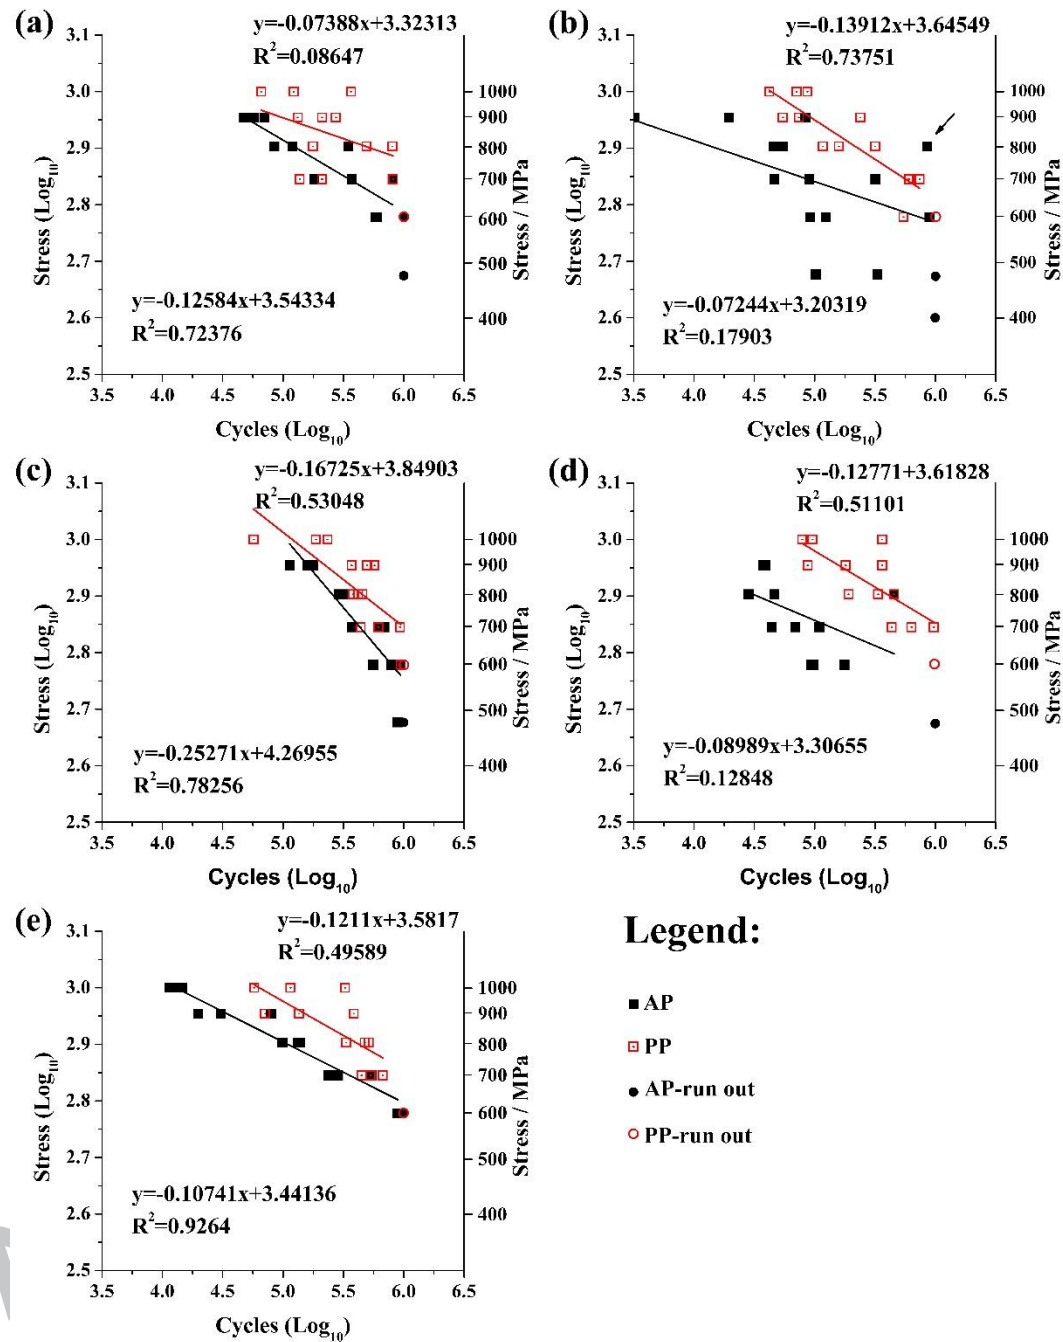 (a)
y=-0.07388x+3.32313
R²=0.08647
3.1
3.0
2.9
2.8
2.7
2.6
2.5
Stress (Log₁₀)
1000
900
800
700
600
500
400
Stress / MPa
y=-0.12584x+3.54334
R²=0.72376
3.5 4.0 4.5 5.0 5.5 6.0 6.5
Cycles (Log₁₀)
(b)
y=-0.13912x+3.64549
R²=0.73751
3.1
3.0
2.9
2.8
2.7
2.6
2.5
Stress (Log₁₀)
1000
900
800
700
600
500
400
Stress / MPa
y=-0.07244x+3.20319
R²=0.17903
3.5 4.0 4.5 5.0 5.5 6.0 6.5
Cycles (Log₁₀)
(c)
y=-0.16725x+3.84903
R²=0.53048
3.1
3.0
2.9
2.8
2.7
2.6
2.5
Stress (Log₁₀)
1000
900
800
700
600
500
400
Stress / MPa
y=-0.25271x+4.26955
R²=0.78256
3.5 4.0 4.5 5.0 5.5 6.0 6.5
Cycles (Log₁₀)
(d)
y=-0.12771+3.61828
R²=0.51101
3.1
3.0
2.9
2.8
2.7
2.6
2.5
Stress (Log₁₀)
1000
900
800
700
600
500
400
Stress / MPa
y=-0.08989x+3.30655
R²=0.12848
3.5 4.0 4.5 5.0 5.5 6.0 6.5
Cycles (Log₁₀)
(e)
y=-0.1211x+3.5817
R²=0.49589
3.1
3.0
2.9
2.8
2.7
2.6
2.5
Stress (Log₁₀)
1000
900
800
700
600
500
400
Stress / MPa
y=-0.10741x+3.44136
R²=0.9264
3.5 4.0 4.5 5.0 5.5 6.0 6.5
Cycles (Log₁₀)
Legend:
AP
PP
AP-run out
PP-run out